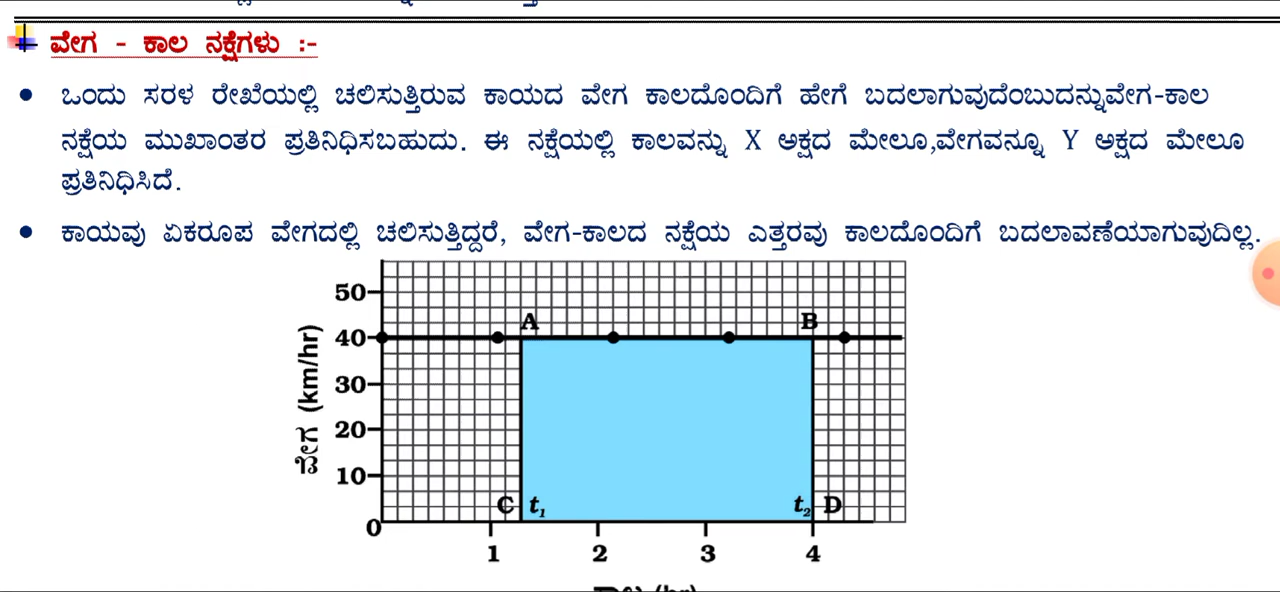 ವೇಗ - ಕಾಲ ನಕ್ಷೆಗಳು :-
• ಒಂದು ಸರಳ ರೇಖೆಯಲ್ಲಿ ಚಲಿಸುತ್ತಿರುವ ಕಾಯದ ವೇಗ ಕಾಲದೊಂದಿಗೆ ಹೇಗೆ ಬದಲಾಗುವುದೆಂಬುದನ್ನುವೇಗ-ಕಾಲ
ನಕ್ಷೆಯ ಮುಖಾಂತರ ಪ್ರತಿನಿಧಿಸಬಹುದು. ಈ ನಕ್ಷೆಯಲ್ಲಿ ಕಾಲವನ್ನು X ಅಕ್ಷದ ಮೇಲೂ,ವೇಗವನ್ನೂ Y ಅಕ್ಷದ ಮೇಲೂ
ಪ್ರತಿನಿಧಿಸಿದೆ.
• ಕಾಯವು ಏಕರೂಪ ವೇಗದಲ್ಲಿ ಚಲಿಸುತ್ತಿದ್ದರೆ, ವೇಗ-ಕಾಲದ ನಕ್ಷೆಯ ಎತ್ತರವು ಕಾಲದೊಂದಿಗೆ ಬದಲಾವಣೆಯಾಗುವುದಿಲ್ಲ.
50
A B
40
30
20
10
C t₁ t₂ D
0
1 2 3 4
ವೇಗ (km/hr)